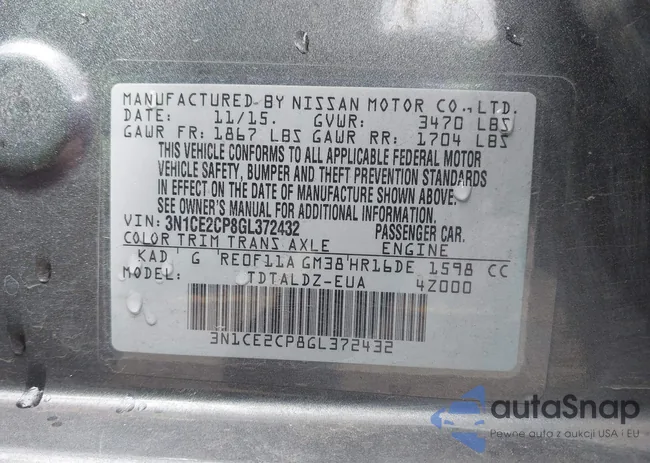 MANUFACTURED BY NISSAN MOTOR CO., LTD.
DATE: 11/15. GVWR: 3470 LBS
GAWR FR: 1867 LBS GAWR RR: 1704 LBS
THIS VEHICLE CONFORMS TO ALL APPLICABLE FEDERAL MOTOR
VEHICLE SAFETY, BUMPER AND THEFT PREVENTION STANDARDS
IN EFFECT ON THE DATE OF MANUFACTURE SHOWN ABOVE.
SEE OWNER'S MANUAL FOR ADDITIONAL INFORMATION.
VIN: 3N1CE2CP8GL372432 PASSENGER CAR.
COLOR TRIM TRANS AXLE ENGINE
KAD G RE0F11A GM38 HR16DE 1598 CC
MODEL: TDTALDZ-EUA 4Z000
3N1CE2CP8GL372432
autaSnap
Pewne auta z aukcji USA i EU